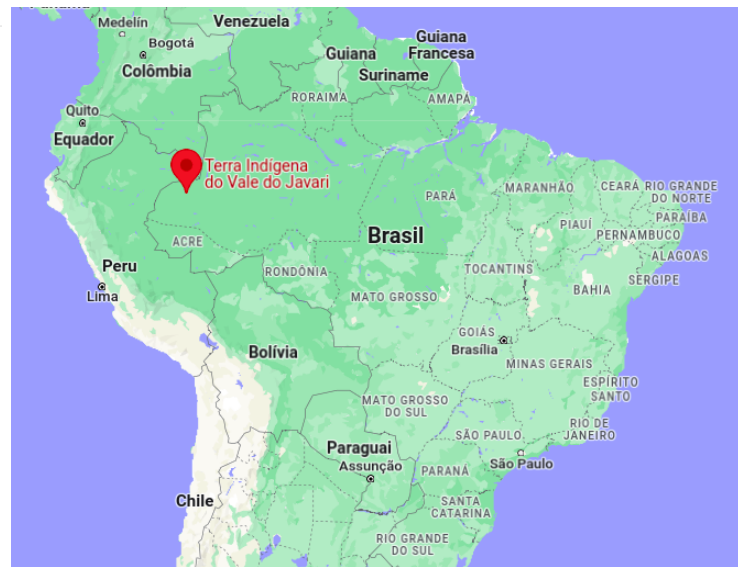 Medelín
Venezuela
Bogotá
Colômbia
Guiana
Guiana
Francesa
Suriname
RORAIMA
AMAPÁ
Quito
Equador
Terra Indígena
do Vale do Javari
PARÁ
MARANHÃO
CEARÁ
RIO GRANDE
DO NORTE
PARAÍBA
PIAUÍ
PERNAMBUCO
ALAGOAS
SERGIPE
ACRE
Brasil
Peru
Lima
RONDÔNIA
TOCANTINS
MATO GROSSO
BAHIA
GOIÁS
Brasília
Bolívia
MINAS GERAIS
ESPÍRITO
SANTO
MATO GROSSO
DO SUL
RIO DE
JANEIRO
SÃO PAULO
São Paulo
Paraguai
Assunção
PARANÁ
Chile
SANTA
CATARINA
RIO GRANDE
DO SUL